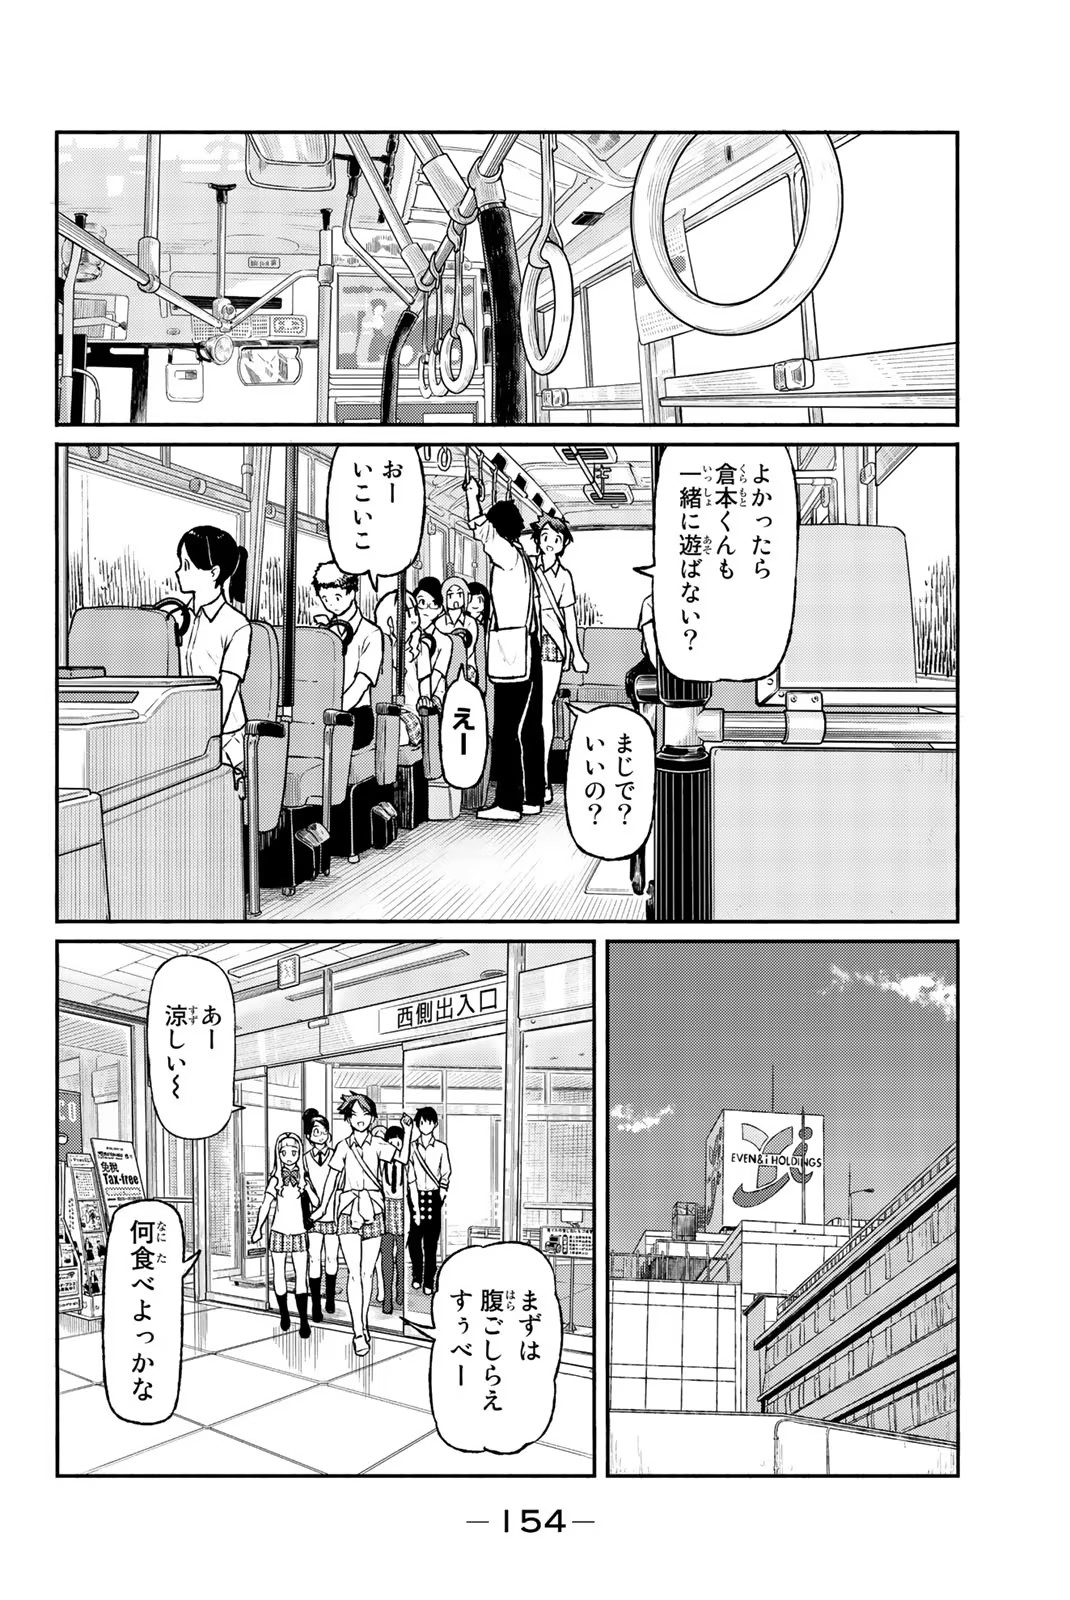 よかったら
倉本くんも
一緒に遊ばない？
まじで？
いいの？
おー
いこいこ
えー
EVEN&i HOLDINGS
西側出入口
まずは
腹ごしらえ
すぅべー
あー
涼しい～
何食べよっかな
免税
Tax-free
—154—